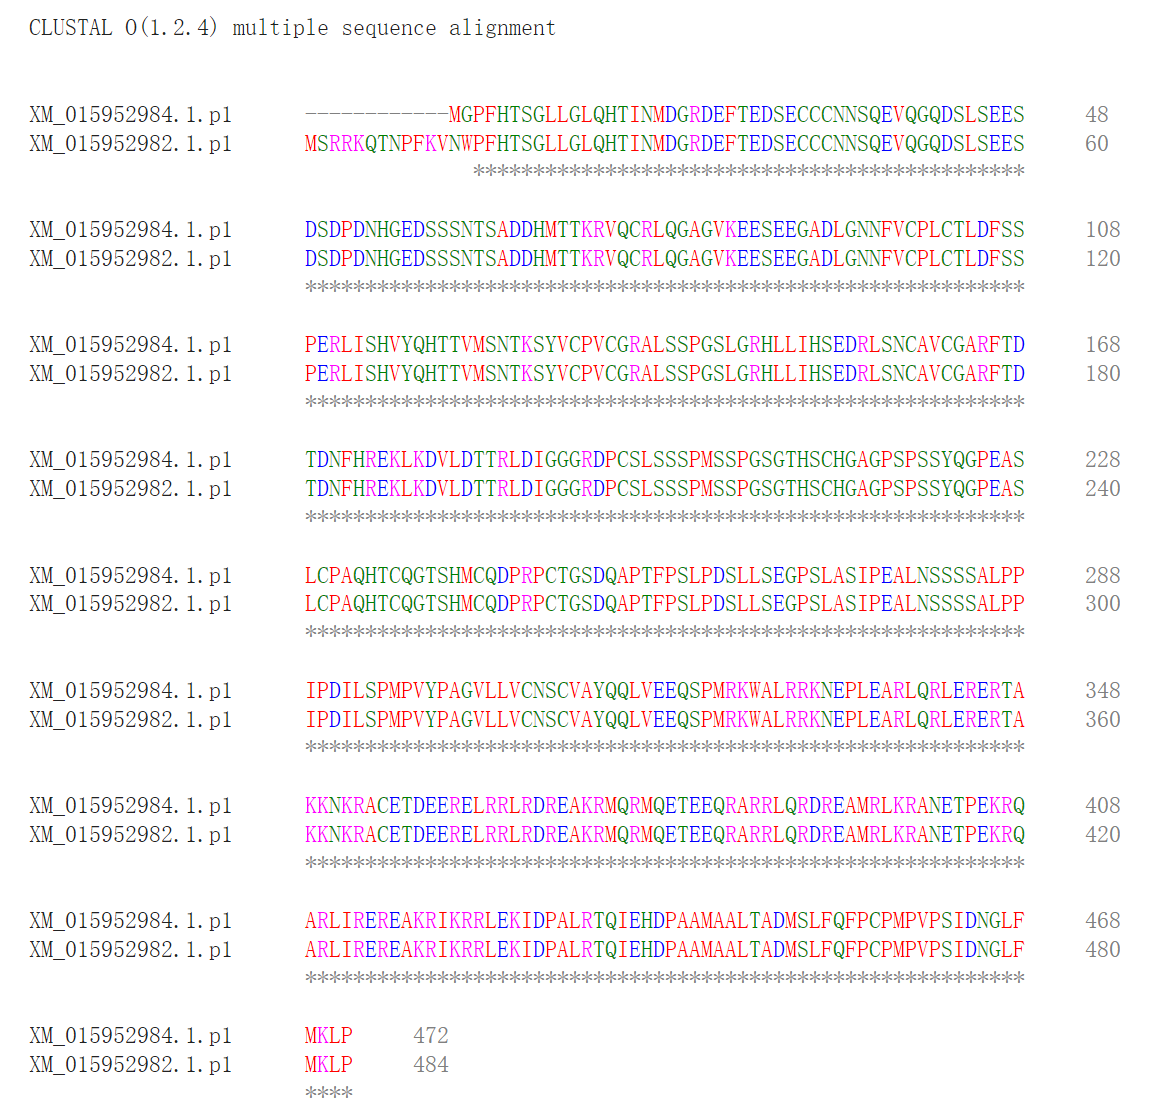 CLUSTAL O(1.2.4) multiple sequence alignment
XM_015952984.1.p1 ------------MGPFHTSGLLGLQHTINMDGRDEFTEDSECCCNNSQEVQGQDSLSEES 48
XM_015952982.1.p1 MSRRKQTNPFKVNWPFHTSGLLGLQHTINMDGRDEFTEDSECCCNNSQEVQGQDSLSEES 60
**********************************************
XM_015952984.1.p1 DSDPDNHGEDSSSNTSADDHMTTKRVQCRLQGAGVKEESEEGADLGNNFVCPLCTLDFSS 108
XM_015952982.1.p1 DSDPDNHGEDSSSNTSADDHMTTKRVQCRLQGAGVKEESEEGADLGNNFVCPLCTLDFSS 120
************************************************************
XM_015952984.1.p1 PERLISHVYQHTTVMSNTKSYVCPVCGRALSSPGSLGRHLLIHSEDRLSNCAVCGARFTD 168
XM_015952982.1.p1 PERLISHVYQHTTVMSNTKSYVCPVCGRALSSPGSLGRHLLIHSEDRLSNCAVCGARFTD 180
************************************************************
XM_015952984.1.p1 TDNFHREKLKDVLDTTRLDIGGGRDPCSLSSSPMSSPGSGTHSCHGAGPSPSSYQGPEAS 228
XM_015952982.1.p1 TDNFHREKLKDVLDTTRLDIGGGRDPCSLSSSPMSSPGSGTHSCHGAGPSPSSYQGPEAS 240
************************************************************
XM_015952984.1.p1 LCPAQHTCQGTSHMCQDPRPCTGSDQAPTFPSLPDSLLSEGPSLASIPEALNSSSSALPP 288
XM_015952982.1.p1 LCPAQHTCQGTSHMCQDPRPCTGSDQAPTFPSLPDSLLSEGPSLASIPEALNSSSSALPP 300
************************************************************
XM_015952984.1.p1 IPDILSPMPVYPAGVLLVCNSCVAYQQLVEEQSPMRKWALRRKNEPLEARLQRLERERTA 348
XM_015952982.1.p1 IPDILSPMPVYPAGVLLVCNSCVAYQQLVEEQSPMRKWALRRKNEPLEARLQRLERERTA 360
************************************************************
XM_015952984.1.p1 KKNKRACETDEERELRRLRDREAKRMQRMQETEEQRARRLQRDREAMRLKRANETPEKRQ 408
XM_015952982.1.p1 KKNKRACETDEERELRRLRDREAKRMQRMQETEEQRARRLQRDREAMRLKRANETPEKRQ 420
************************************************************
XM_015952984.1.p1 ARLIREREAKRIKRRLEKIDPALRTQIEHDPAAMAALTADMSLFQFPCPMPVPSIDNGLF 468
XM_015952982.1.p1 ARLIREREAKRIKRRLEKIDPALRTQIEHDPAAMAALTADMSLFQFPCPMPVPSIDNGLF 480
************************************************************
XM_015952984.1.p1 MKLP 472
XM_015952982.1.p1 MKLP 484
****